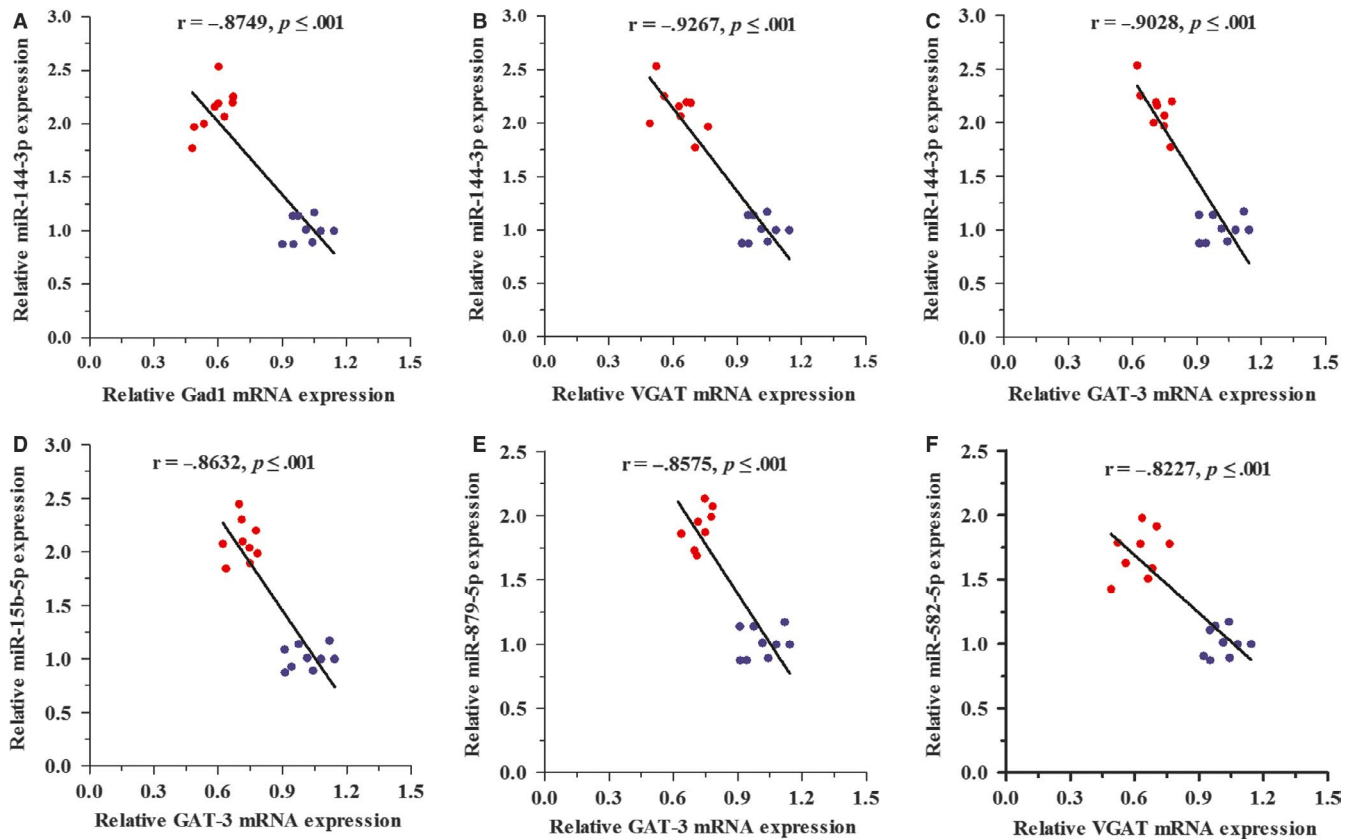 A
r = –.8749, p ≤ .001
Relative miR-144-3p expression
3.0
2.5
2.0
1.5
1.0
0.5
0.0
0.0 0.3 0.6 0.9 1.2 1.5
Relative Gad1 mRNA expression
B
r = –.9267, p ≤ .001
Relative miR-144-3p expression
3.0
2.5
2.0
1.5
1.0
0.5
0.0
0.0 0.3 0.6 0.9 1.2 1.5
Relative VGAT mRNA expression
C
r = –.9028, p ≤ .001
Relative miR-144-3p expression
3.0
2.5
2.0
1.5
1.0
0.5
0.0
0.0 0.3 0.6 0.9 1.2 1.5
Relative GAT-3 mRNA expression
D
r = –.8632, p ≤ .001
Relative miR-15b-5p expression
3.0
2.5
2.0
1.5
1.0
0.5
0.0
0.0 0.3 0.6 0.9 1.2 1.5
Relative GAT-3 mRNA expression
E
r = –.8575, p ≤ .001
Relative miR-879-5p expression
2.5
2.0
1.5
1.0
0.5
0.0
0.0 0.3 0.6 0.9 1.2 1.5
Relative GAT-3 mRNA expression
F
r = –.8227, p ≤ .001
Relative miR-582-5p expression
2.5
2.0
1.5
1.0
0.5
0.0
0.0 0.3 0.6 0.9 1.2 1.5
Relative VGAT mRNA expression